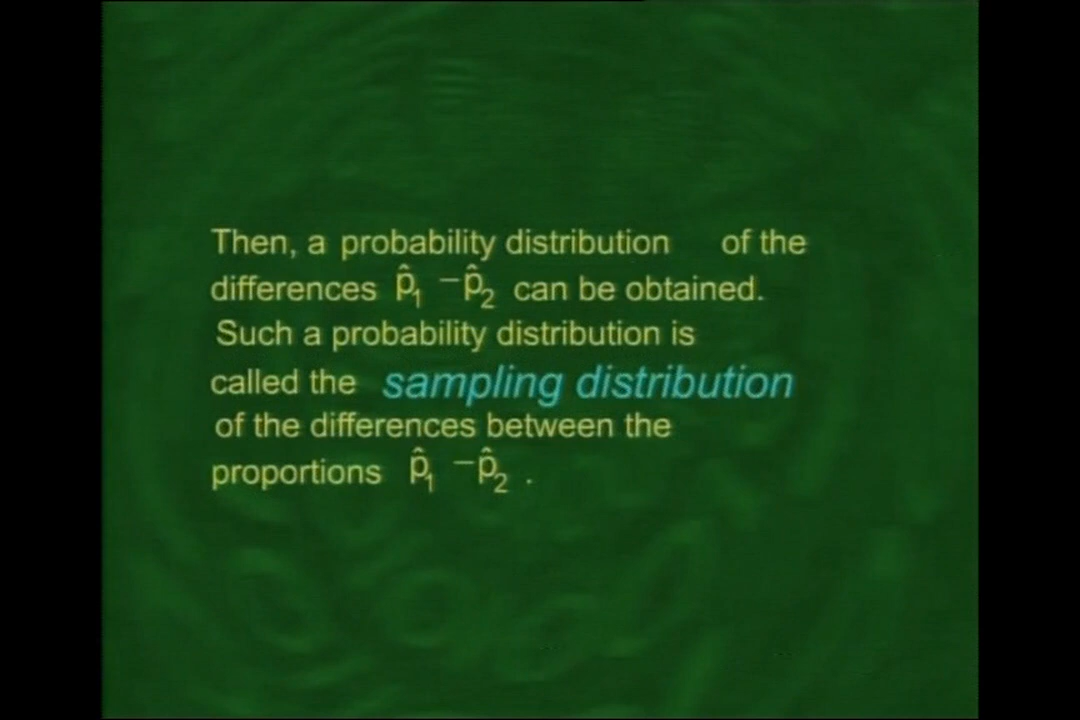 Then, a probability distribution of the
differences p̂₁ − p̂₂ can be obtained.
Such a probability distribution is
called the sampling distribution
of the differences between the
proportions p̂₁ − p̂₂ .